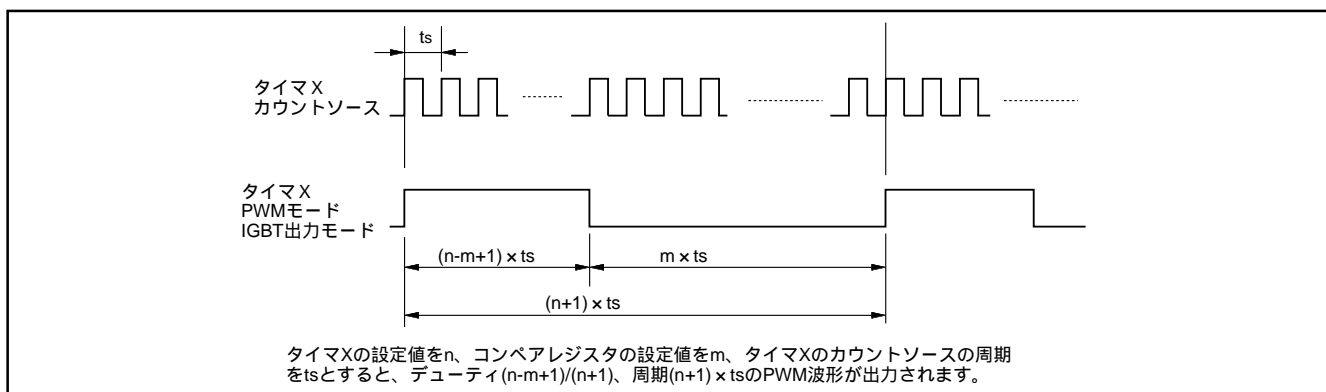 ts
タイマX
カウントソース
タイマX
PWMモード
IGBT出力モード
(n-m+1)×ts
m×ts
(n+1)×ts
タイマXの設定値をn、コンペアレジスタの設定値をm、タイマXのカウントソースの周期
をtsとすると、デューティ(n-m+1)/(n+1)、周期(n+1)×tsのPWM波形が出力されます。